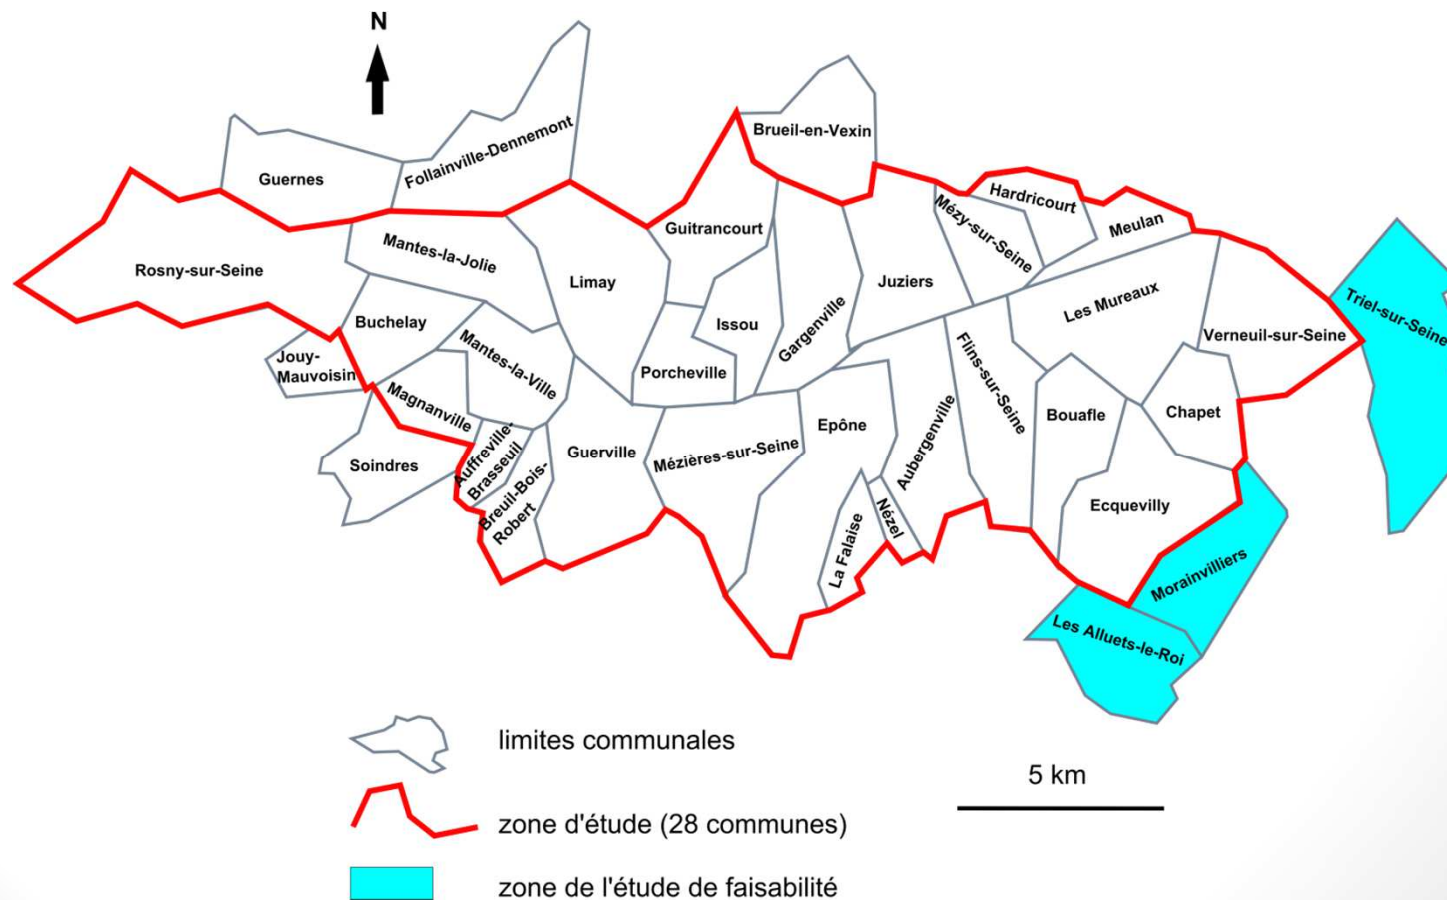 N
Brueil-en-Vexin
Follainville-Dennemont
Guernes
Hardricourt
Mézy-sur-Seine
Meulan
Guitrancourt
Mantes-la-Jolie
Rosny-sur-Seine
Limay
Juziers
Les Mureaux
Triel-sur-Seine
Buchelay
Issou
Gargenville
Verneuil-sur-Seine
Jouy-
Mauvoisin
Mantes-la-Ville
Porcheville
Flins-sur-Seine
Magnanville
Bouafle
Chapet
Epône
Aubergenville
Soindres
Auffreville-
Brasseuil
Guerville
Mézières-sur-Seine
Breuil-Bois-
Robert
Ecquevilly
Nézel
La Falaise
Morainvilliers
Les Alluets-le-Roi
limites communales
5 km
zone d'étude (28 communes)
zone de l'étude de faisabilité